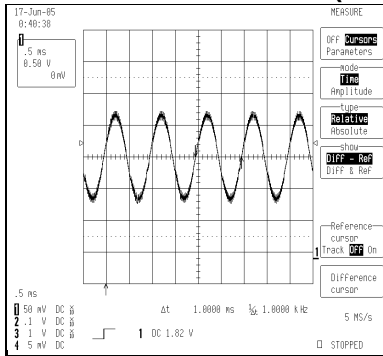 17-Jun-05
0:40:38
1
.5 ms
0.50 V
0mV
MEASURE
Off Cursors
Parameters
mode
Time
Amplitude
type
Relative
Absolute
show
Diff - Ref
Diff & Ref
Reference
cursor
Track OFF On
Difference
cursor
1
.5 ms
1 50 mV DC
2 .1 V DC
3 1 V DC
4 5 mV DC
Δt 1.0000 ms 1/Δt 1.0000 kHz
1 DC 1.82 V
5 MS/s
STOPPED